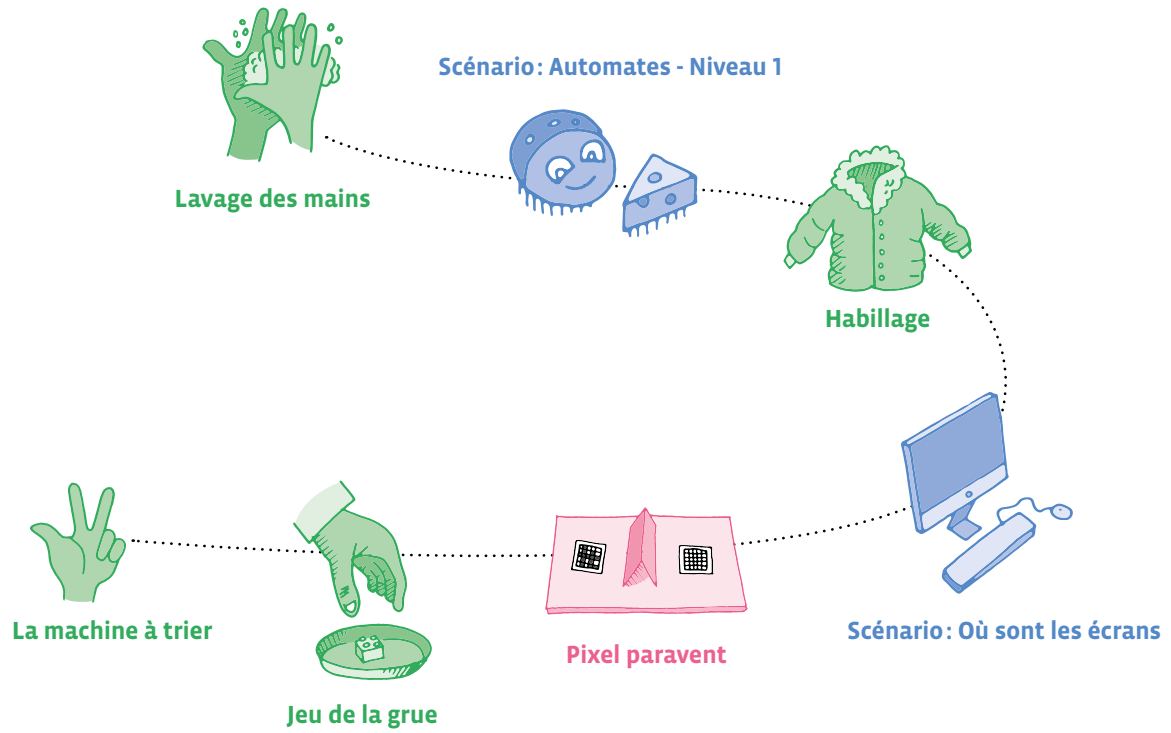 Scénario : Automates - Niveau 1
Lavage des mains
Habillage
La machine à trier
Scénario : Où sont les écrans
Pixel paravent
Jeu de la grue